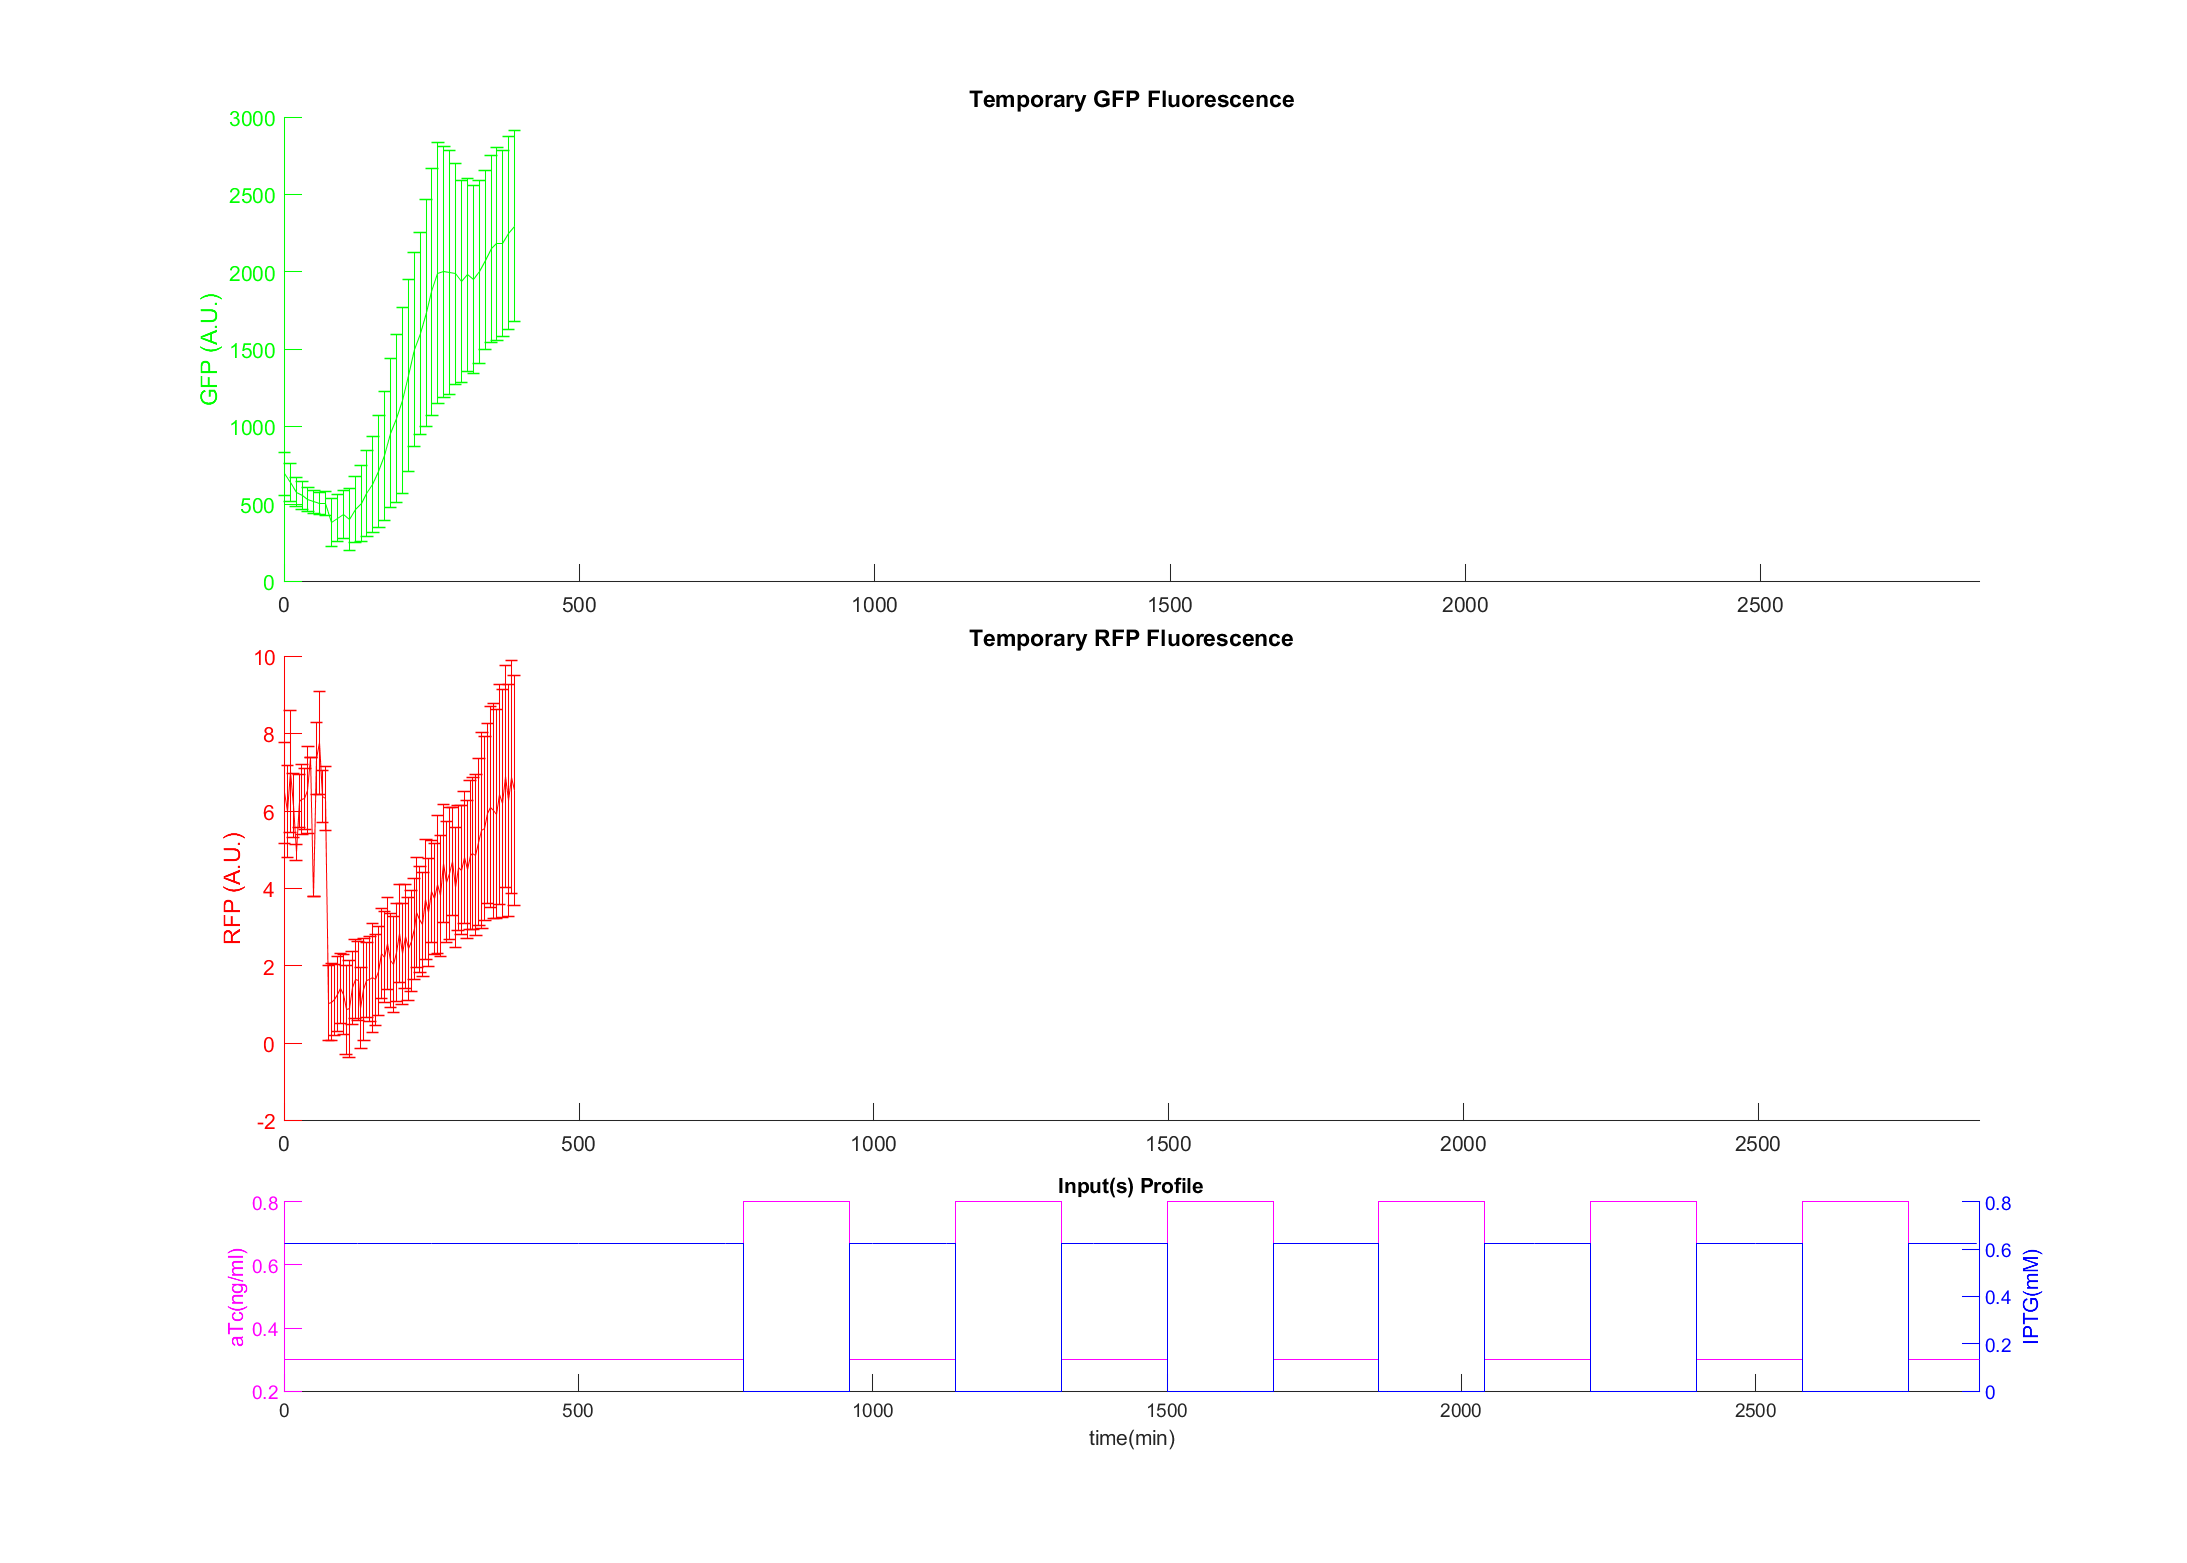 Temporary GFP Fluorescence
3000
2500
2000
1500
1000
500
0
GFP (A.U.)
0 500 1000 1500 2000 2500
Temporary RFP Fluorescence
10
8
6
4
2
0
-2
RFP (A.U.)
0 500 1000 1500 2000 2500
Input(s) Profile
0.8
0.6
0.4
0.2
aTc(ng/ml)
0.8
0.6
0.4
0.2
0
IPTG(mM)
0 500 1000 1500 2000 2500
time(min)